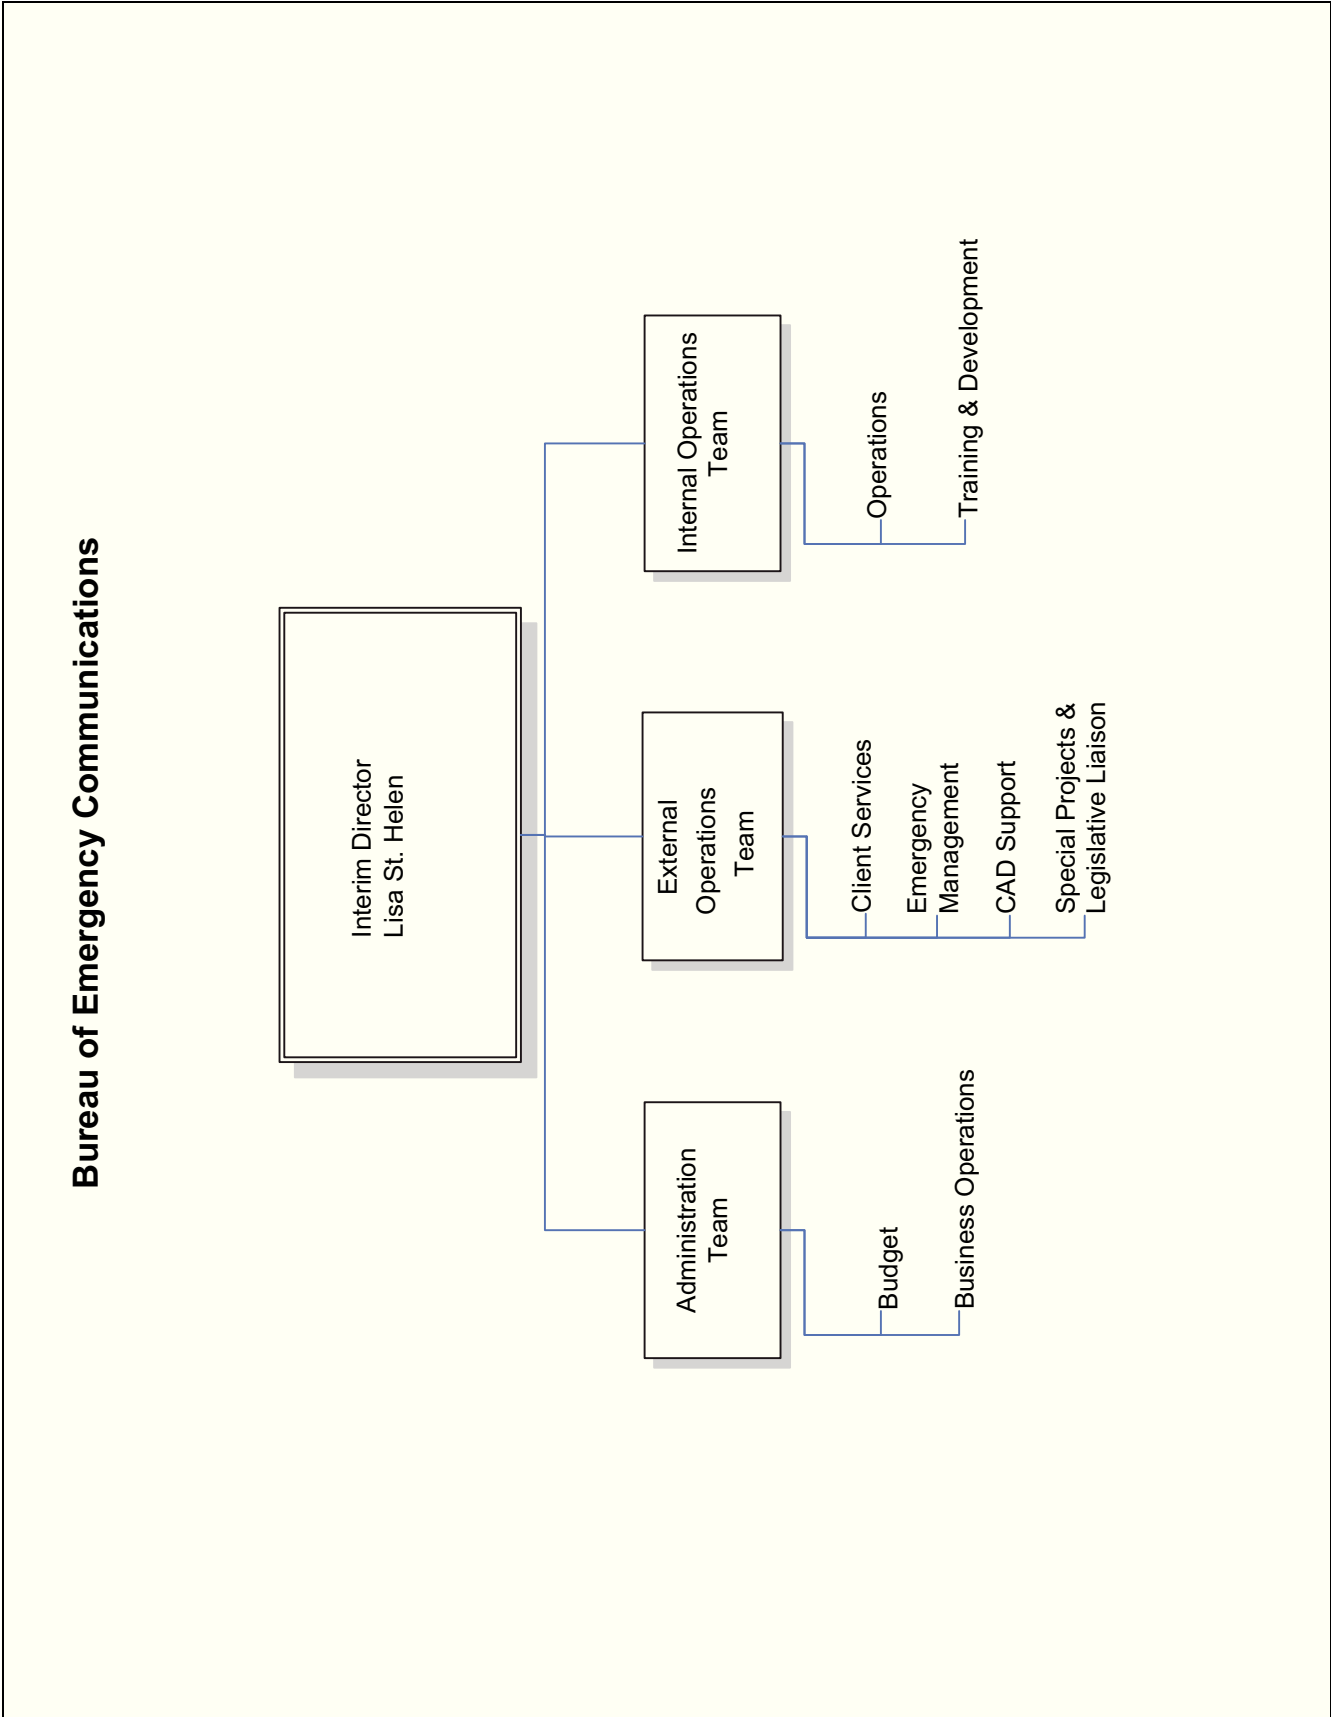 Bureau of Emergency Communications
Interim Director
Lisa St. Helen
Administration
Team
Budget
Business Operations
External
Operations
Team
Client Services
Emergency
Management
CAD Support
Special Projects &
Legislative Liaison
Internal Operations
Team
Operations
Training & Development